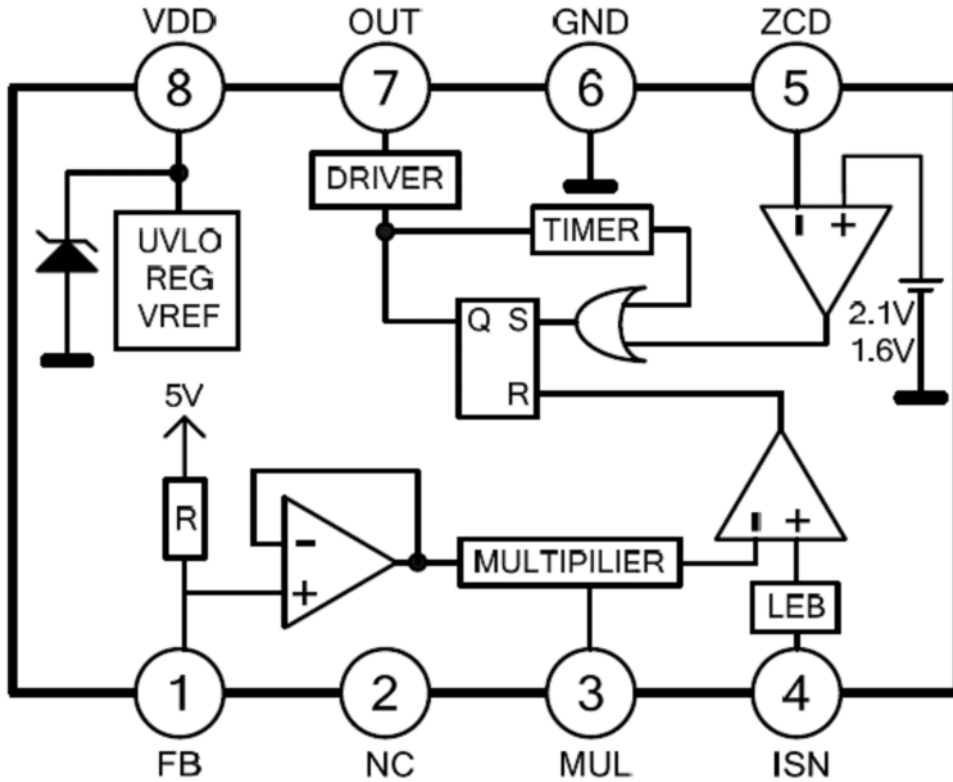 VDD OUT GND ZCD
8 7 6 5
DRIVER
UVLO
REG
VREF
TIMER
- +
2.1V
1.6V
Q S
R
5V
R
-
+
MULTIPILIER
- +
LEB
1 2 3 4
FB NC MUL ISN